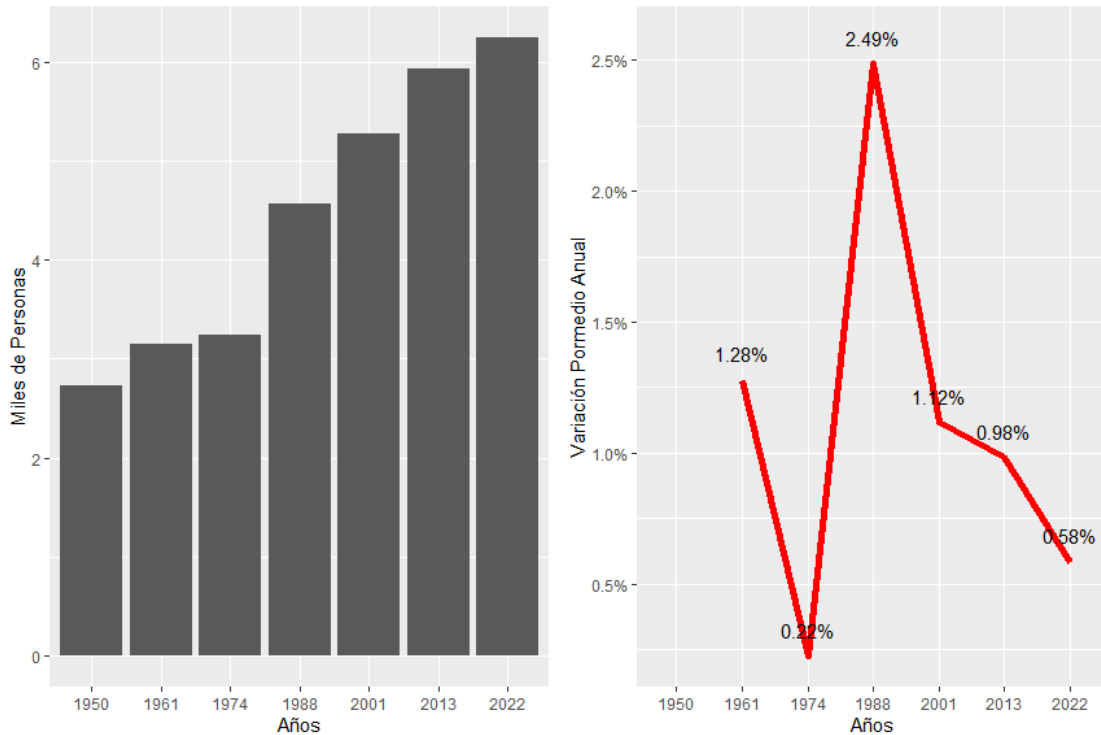 Miles de Personas
6
4
2
0
1950 1961 1974 1988 2001 2013 2022
Años
Variación Pormedio Anual
2.5%
2.0%
1.5%
1.0%
0.5%
1.28%
0.22%
2.49%
1.12%
0.98%
0.58%
1950 1961 1974 1988 2001 2013 2022
Años